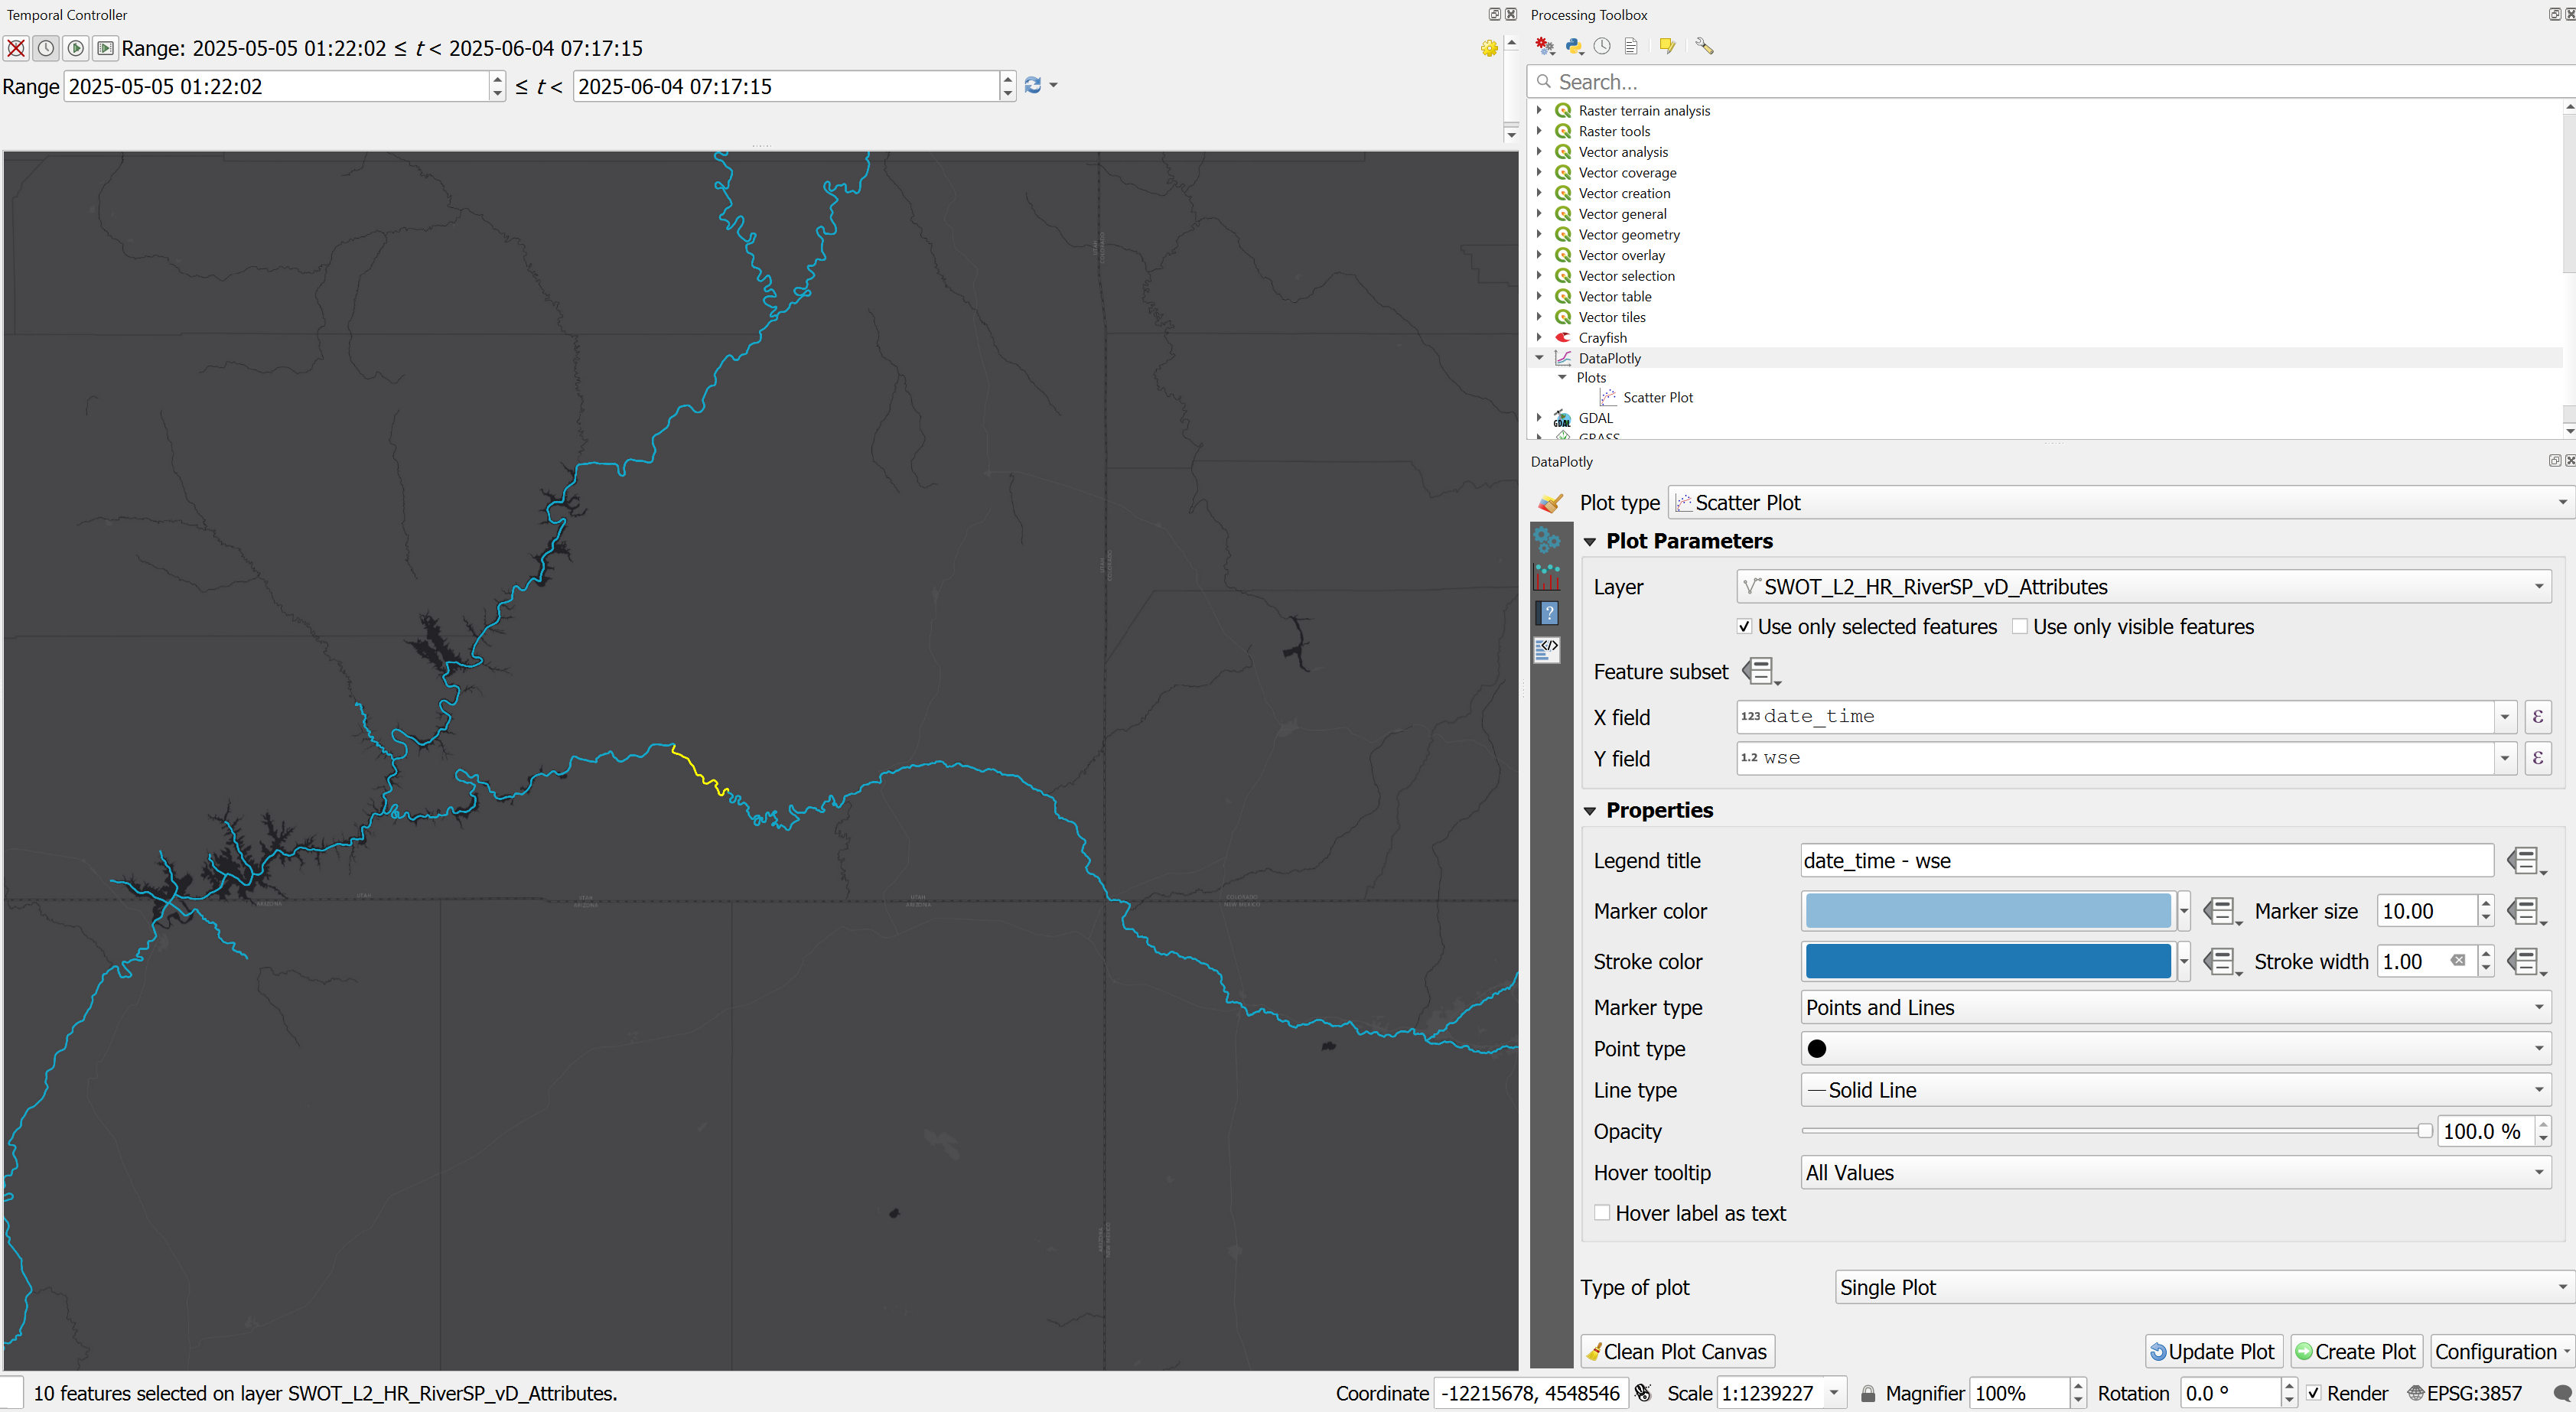 Temporal Controller
Range: 2025-05-05 01:22:02 ≤ t < 2025-06-04 07:17:15
Range 2025-05-05 01:22:02 ≤ t < 2025-06-04 07:17:15
UTAH
ARIZONA
UTAH
ARIZONA
COLORADO
NEW MEXICO
Processing Toolbox
Search...
Raster terrain analysis
Raster tools
Vector analysis
Vector coverage
Vector creation
Vector general
Vector geometry
Vector overlay
Vector selection
Vector table
Vector tiles
Crayfish
DataPlotly
Plots
Scatter Plot
GDAL
GRASS
DataPlotly
Plot type Scatter Plot
Plot Parameters
Layer SWOT_L2_HR_RiverSP_vD_Attributes
Use only selected features Use only visible features
Feature subset
X field 123 date_time ε
Y field 1.2 wse ε
Properties
Legend title date_time - wse
Marker color Marker size 10.00
Stroke color Stroke width 1.00
Marker type Points and Lines
Point type
Line type Solid Line
Opacity 100.0 %
Hover tooltip All Values
Hover label as text
Type of plot Single Plot
Clean Plot Canvas Update Plot Create Plot Configuration
10 features selected on layer SWOT_L2_HR_RiverSP_vD_Attributes. Coordinate -12215678, 4548546 Scale 1:1239227 Magnifier 100% Rotation 0.0 ° Render EPSG:3857